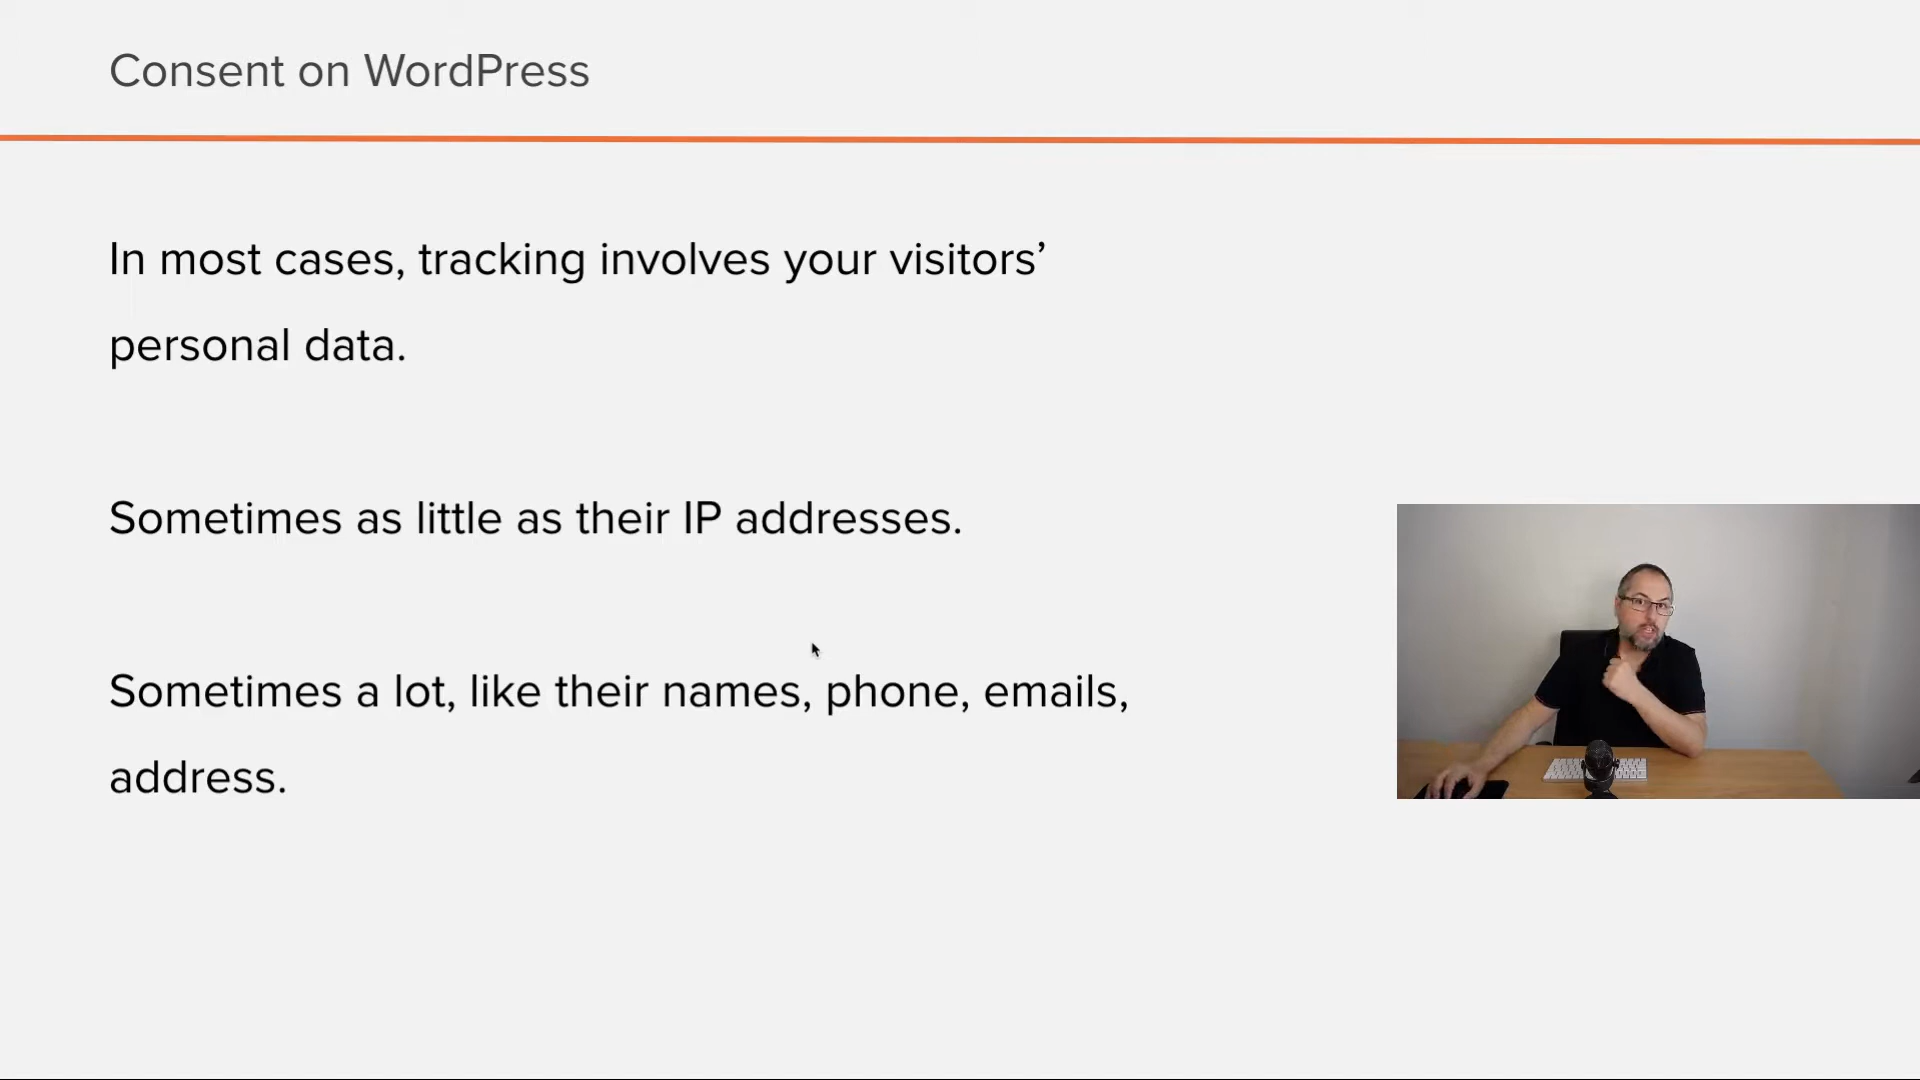 Consent on WordPress
In most cases, tracking involves your visitors’
personal data.
Sometimes as little as their IP addresses.
Sometimes a lot, like their names, phone, emails,
address.